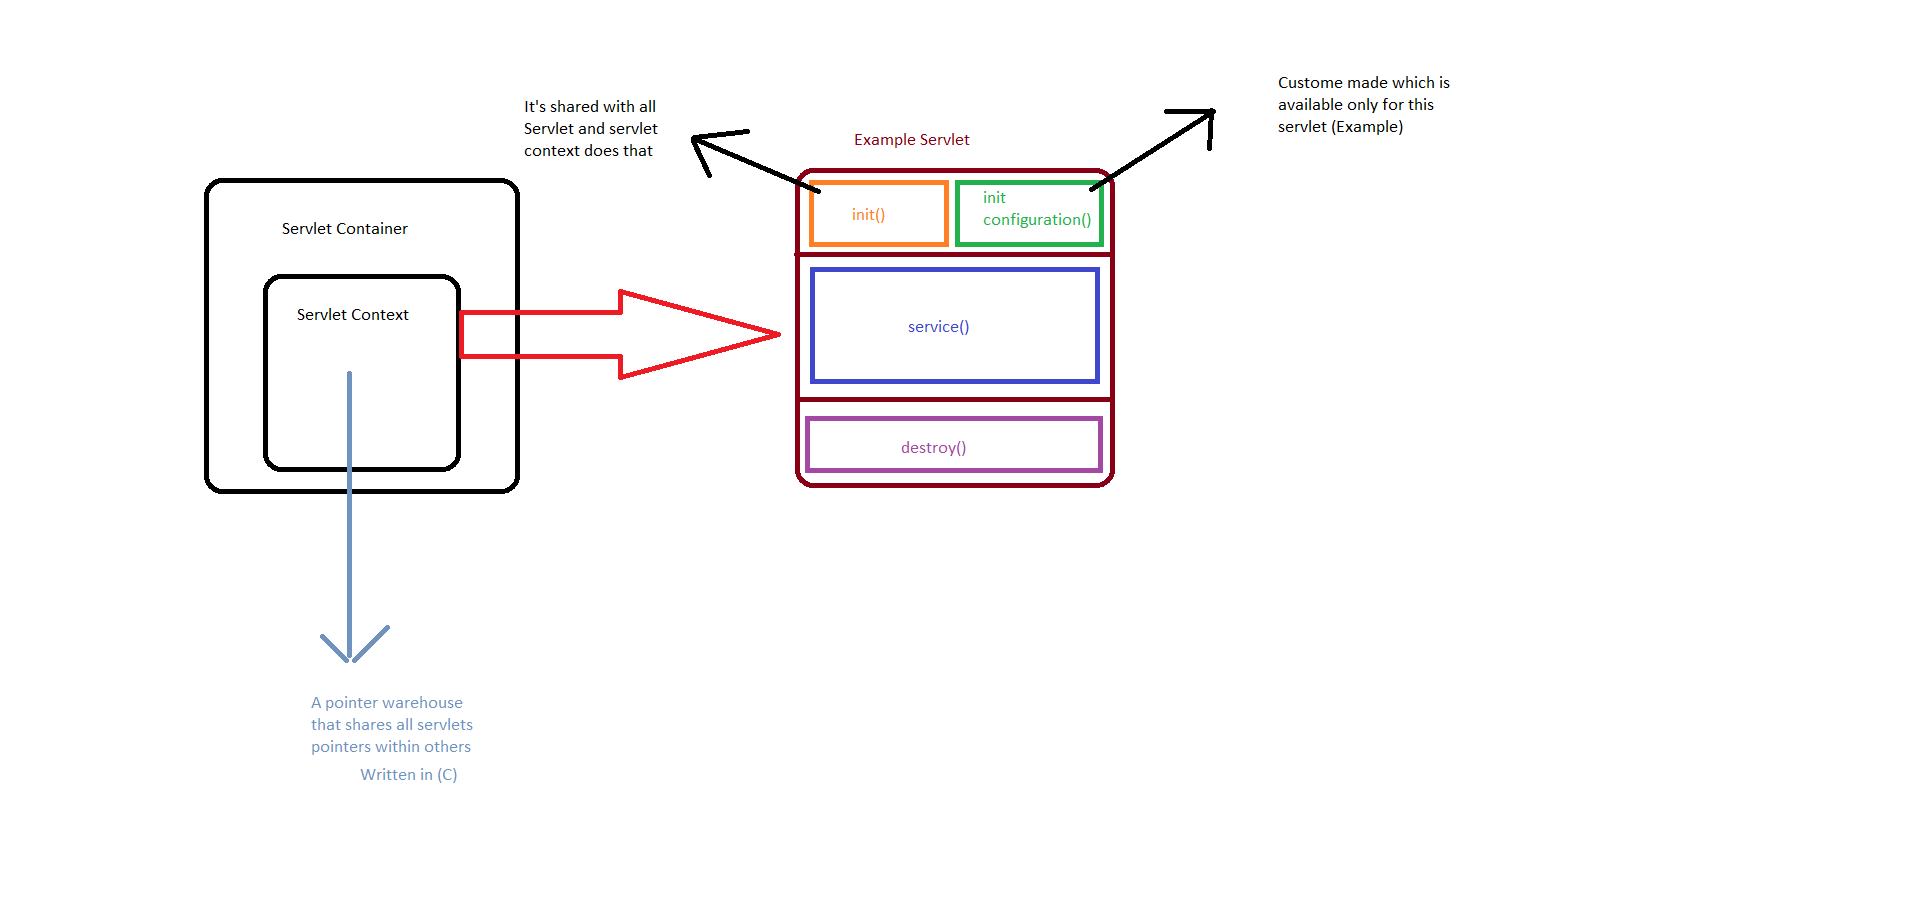 It's shared with all
Servlet and servlet
context does that
Custome made which is
available only for this
servlet (Example)
Example Servlet
Servlet Container
Servlet Context
init()
init
configuration()
service()
destroy()
A pointer warehouse
that shares all servlets
pointers within others
Written in (C)